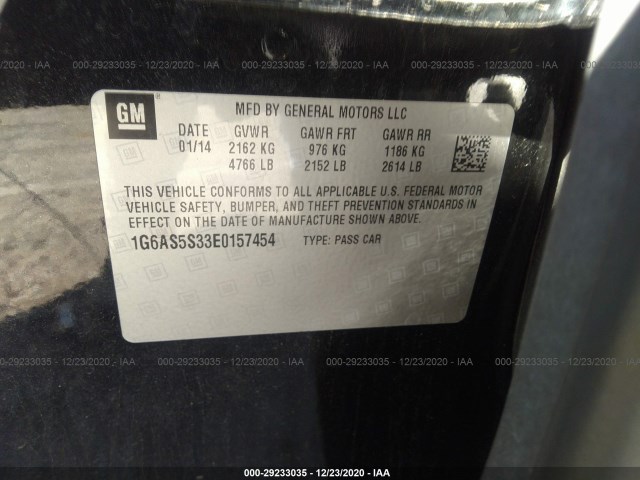 000-29233035 - 12/23/2020 - IAA 000-29233035 - 12/23/2020 - IAA 000-29233035 - 12/23/2020 - IAA
GM
MFD BY GENERAL MOTORS LLC
DATE GVWR GAWR FRT GAWR RR
01/14 2162 KG 976 KG 1186 KG
4766 LB 2152 LB 2614 LB
THIS VEHICLE CONFORMS TO ALL APPLICABLE U.S. FEDERAL MOTOR
VEHICLE SAFETY, BUMPER, AND THEFT PREVENTION STANDARDS IN
EFFECT ON THE DATE OF MANUFACTURE SHOWN ABOVE.
1G6AS5S33E0157454 TYPE: PASS CAR
000-29233035 - 12/23/2020 - IAA 000-29233035 - 12/23/2020 - IAA 000-29233035 - 12/23/2020 - IAA
000-29233035 - 12/23/2020 - IAA